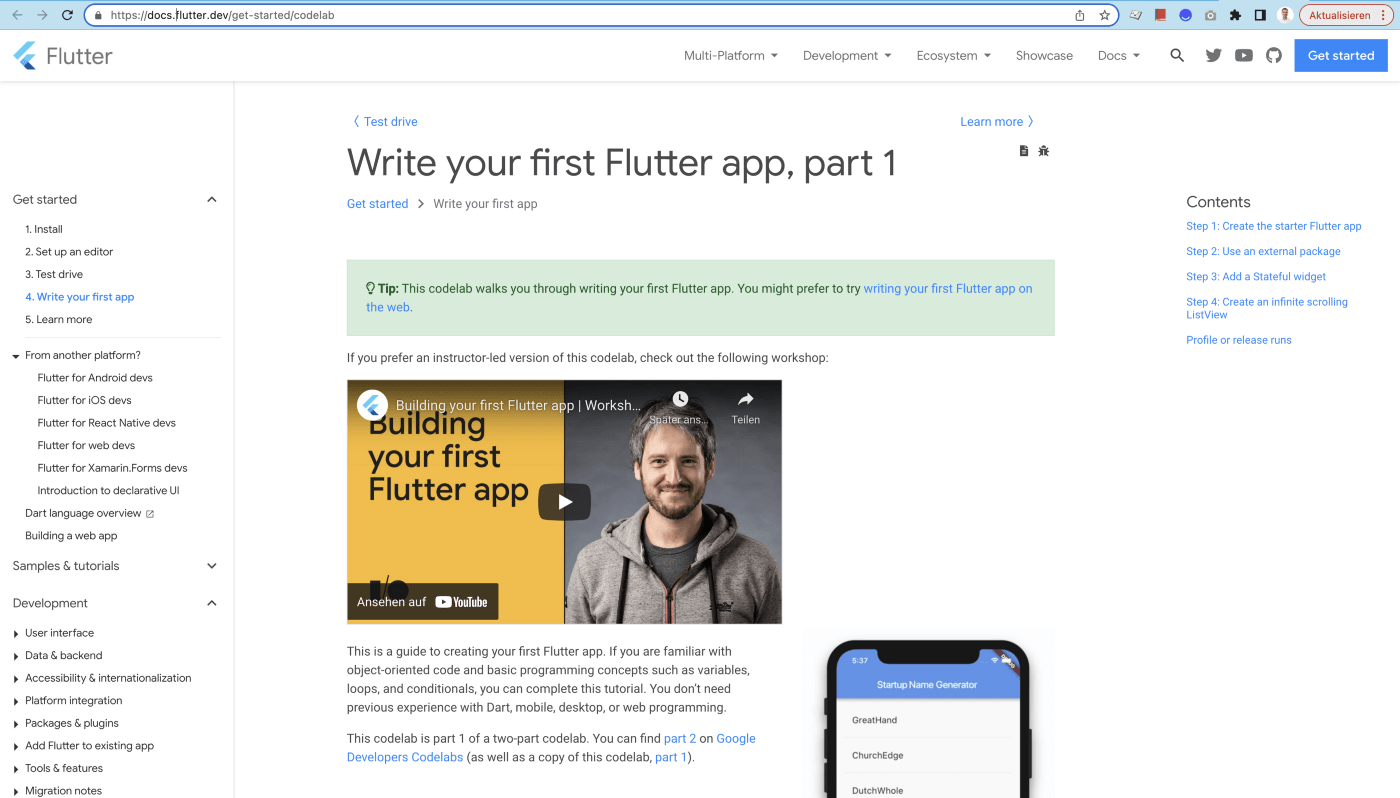 https://docs.flutter.dev/get-started/codelab
Aktualisieren
Flutter
Multi-Platform
Development
Ecosystem
Showcase
Docs
Get started
Get started
1. Install
2. Set up an editor
3. Test drive
4. Write your first app
5. Learn more
From another platform?
Flutter for Android devs
Flutter for iOS devs
Flutter for React Native devs
Flutter for web devs
Flutter for Xamarin.Forms devs
Introduction to declarative UI
Dart language overview
Building a web app
Samples & tutorials
Development
User interface
Data & backend
Accessibility & internationalization
Platform integration
Packages & plugins
Add Flutter to existing app
Tools & features
Migration notes
Test drive
Learn more
Write your first Flutter app, part 1
Get started
Write your first app
Tip: This codelab walks you through writing your first Flutter app. You might prefer to try writing your first Flutter app on
the web.
If you prefer an instructor-led version of this codelab, check out the following workshop:
Building your first Flutter app | Worksh...
Später ans...
Teilen
Building
your first
Flutter app
I/O
Ansehen auf YouTube
This is a guide to creating your first Flutter app. If you are familiar with
object-oriented code and basic programming concepts such as variables,
loops, and conditionals, you can complete this tutorial. You don’t need
previous experience with Dart, mobile, desktop, or web programming.
This codelab is part 1 of a two-part codelab. You can find part 2 on Google
Developers Codelabs (as well as a copy of this codelab, part 1).
5:37
Startup Name Generator
GreatHand
ChurchEdge
DutchWhole
Contents
Step 1: Create the starter Flutter app
Step 2: Use an external package
Step 3: Add a Stateful widget
Step 4: Create an infinite scrolling
ListView
Profile or release runs